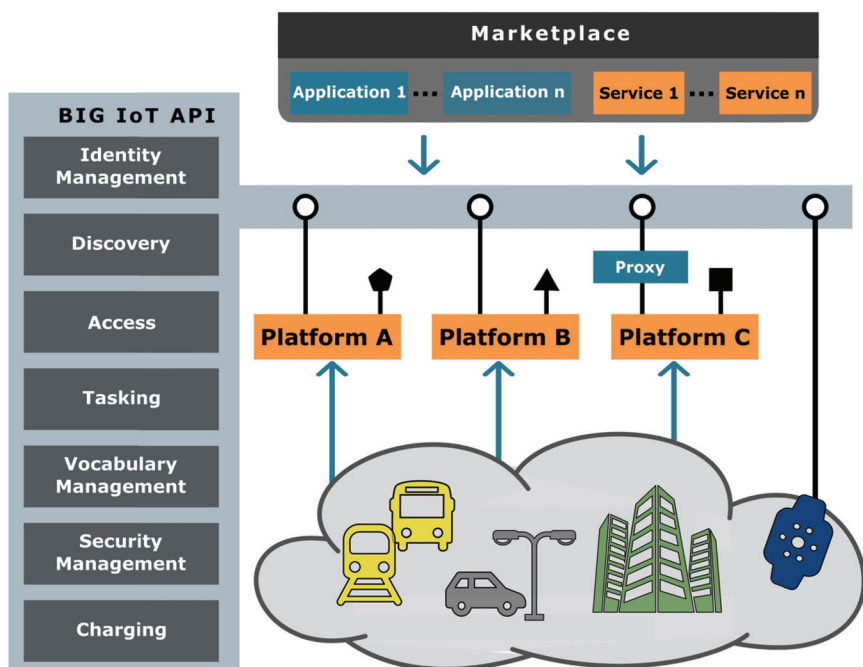 Marketplace
Application 1 ... Application n Service 1 ... Service n
BIG IoT API
Identity
Management
Discovery
Access
Tasking
Vocabulary
Management
Security
Management
Charging
Proxy
Platform A
Platform B
Platform C